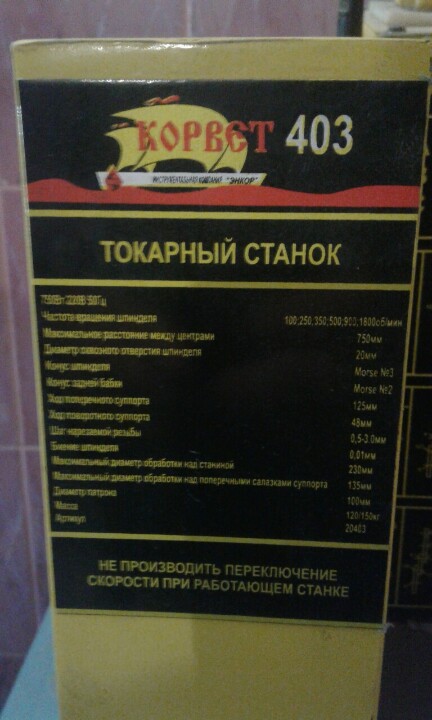 КОРВЕТ 403
ИНСТРУМЕНТАЛЬНАЯ КОМПАНИЯ "ЭНКОР"
ТОКАРНЫЙ СТАНОК
750Вт 220В 50Гц
Частота вращения шпинделя 100;250;350;500;900;1800об/мин
Максимальное расстояние между центрами 750мм
Диаметр сквозного отверстия шпинделя 20мм
Конус шпинделя Morse №3
Конус задней бабки Morse №2
Ход поперечного суппорта 125мм
Ход поворотного суппорта 48мм
Шаг нарезаемой резьбы 0,5-3.0мм
Биение шпинделя 0,01мм
Максимальный диаметр обработки над станиной 230мм
Максимальный диаметр обработки над поперечными салазками суппорта 135мм
Диаметр патрона 100мм
Масса 120/150кг
Артикул 20403
НЕ ПРОИЗВОДИТЬ ПЕРЕКЛЮЧЕНИЕ
СКОРОСТИ ПРИ РАБОТАЮЩЕМ СТАНКЕ